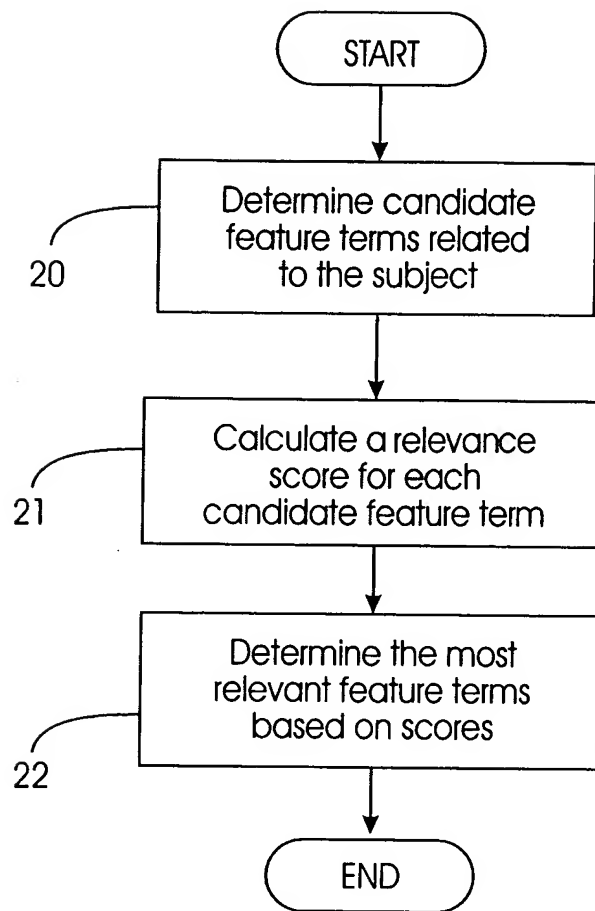 START
Determine candidate
feature terms related
to the subject
20
Calculate a relevance
score for each
candidate feature term
21
Determine the most
relevant feature terms
based on scores
22
END